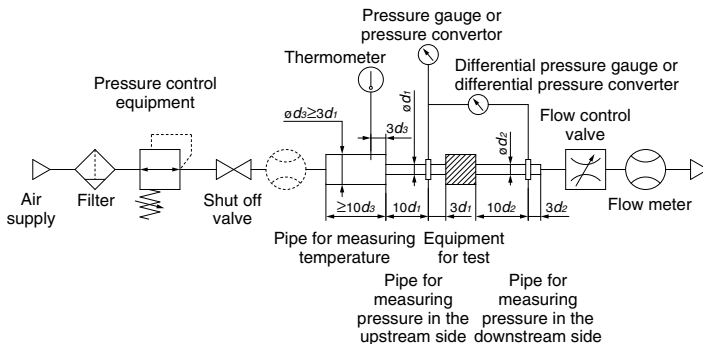 Pressure gauge or
pressure convertor
Thermometer
Differential pressure gauge or
differential pressure converter
Pressure control
equipment
ød1
ød3≥3d1
3d3
ød2
Flow control
valve
Air
supply
Filter
Shut off
valve
≥10d3
10d1
3d1
10d2
3d2
Flow meter
Pipe for measuring
temperature
Equipment
for test
Pipe for
measuring
pressure in the
upstream side
Pipe for
measuring
pressure in the
downstream side